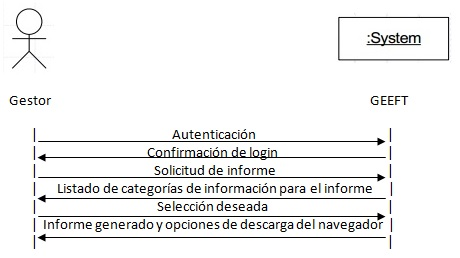 :System
Gestor
GEEFT
Autenticación
Confirmación de login
Solicitud de informe
Listado de categorías de información para el informe
Selección deseada
Informe generado y opciones de descarga del navegador